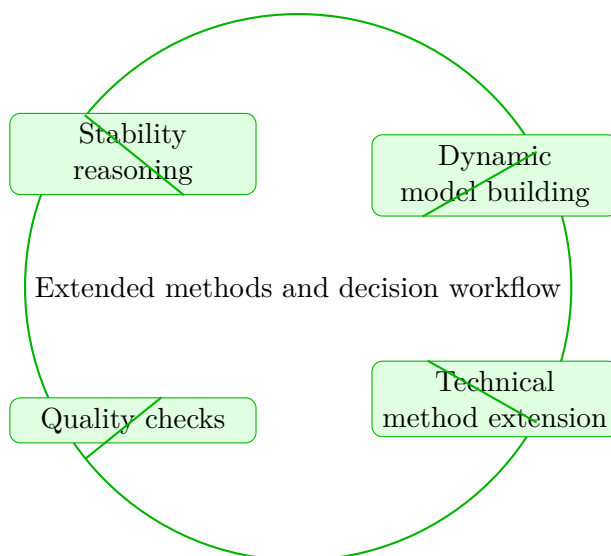 Stability
reasoning
Dynamic
model building
Extended methods and decision workflow
Quality checks
Technical
method extension